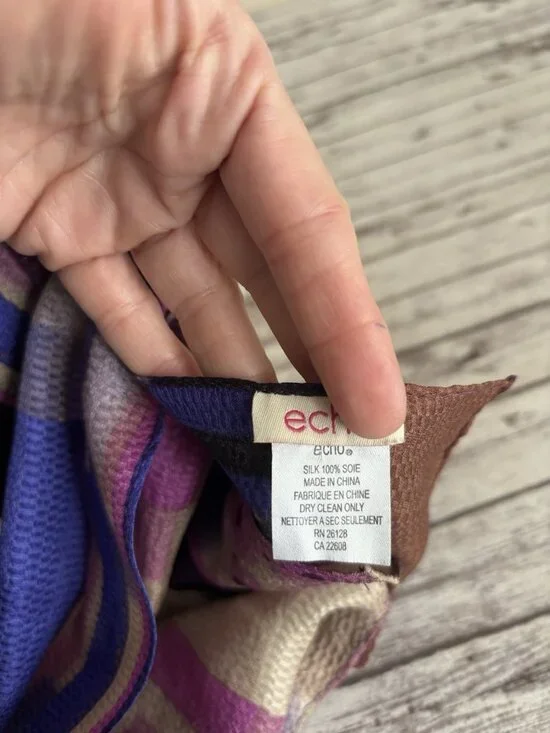 ech
echo®
SILK 100% SOIE
MADE IN CHINA
FABRIQUE EN CHINE
DRY CLEAN ONLY
NETTOYER A SEC SEULEMENT
RN 26128
CA 22608